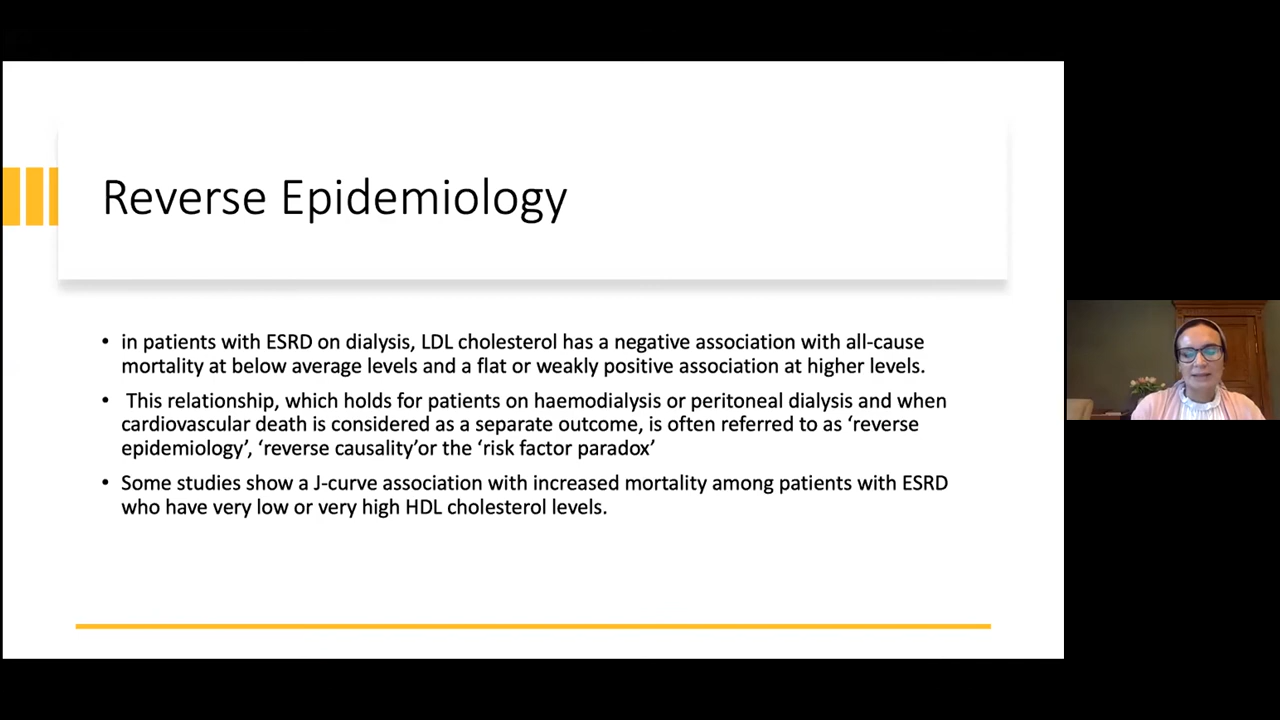 Reverse Epidemiology
• in patients with ESRD on dialysis, LDL cholesterol has a negative association with all-cause
mortality at below average levels and a flat or weakly positive association at higher levels.
• This relationship, which holds for patients on haemodialysis or peritoneal dialysis and when
cardiovascular death is considered as a separate outcome, is often referred to as ‘reverse
epidemiology’, ‘reverse causality’or the ‘risk factor paradox’
• Some studies show a J-curve association with increased mortality among patients with ESRD
who have very low or very high HDL cholesterol levels.